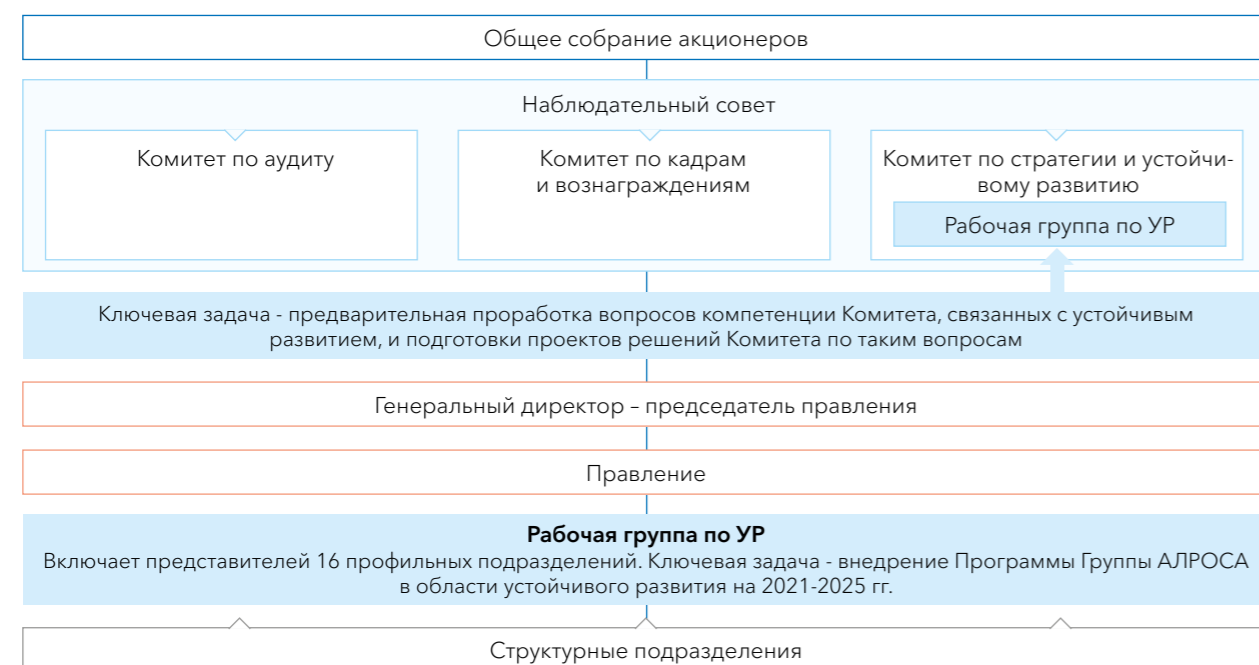 Общее собрание акционеров
Наблюдательный совет
Комитет по аудиту
Комитет по кадрам
и вознаграждениям
Комитет по стратегии и устойчи-
вому развитию
Рабочая группа по УР
Ключевая задача - предварительная проработка вопросов компетенции Комитета, связанных с устойчивым
развитием, и подготовки проектов решений Комитета по таким вопросам
Генеральный директор – председатель правления
Правление
Рабочая группа по УР
Включает представителей 16 профильных подразделений. Ключевая задача - внедрение Программы Группы АЛРОСА
в области устойчивого развития на 2021-2025 гг.
Структурные подразделения